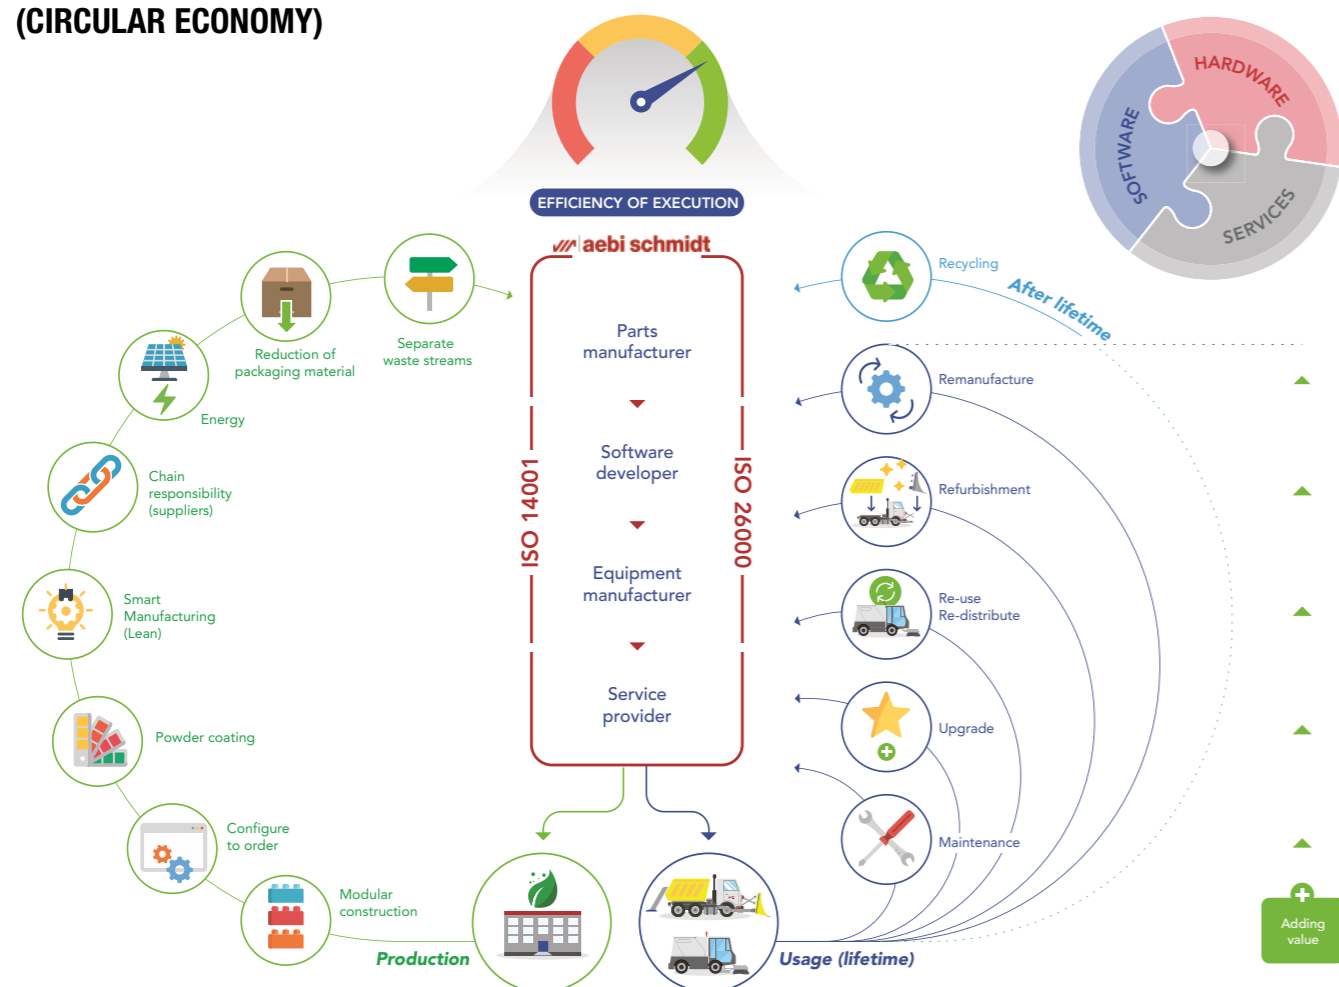 (CIRCULAR ECONOMY)
HARDWARE
SOFTWARE
SERVICES
EFFICIENCY OF EXECUTION
aebi schmidt
ISO 14001
ISO 26000
Parts
manufacturer
Software
developer
Equipment
manufacturer
Service
provider
Separate
waste streams
Reduction of
packaging material
Energy
Chain
responsibility
(suppliers)
Smart
Manufacturing
(Lean)
Powder coating
Configure
to order
Modular
construction
Production
Recycling
After lifetime
Remanufacture
Refurbishment
Re-use
Re-distribute
Upgrade
Maintenance
Usage (lifetime)
Adding
value